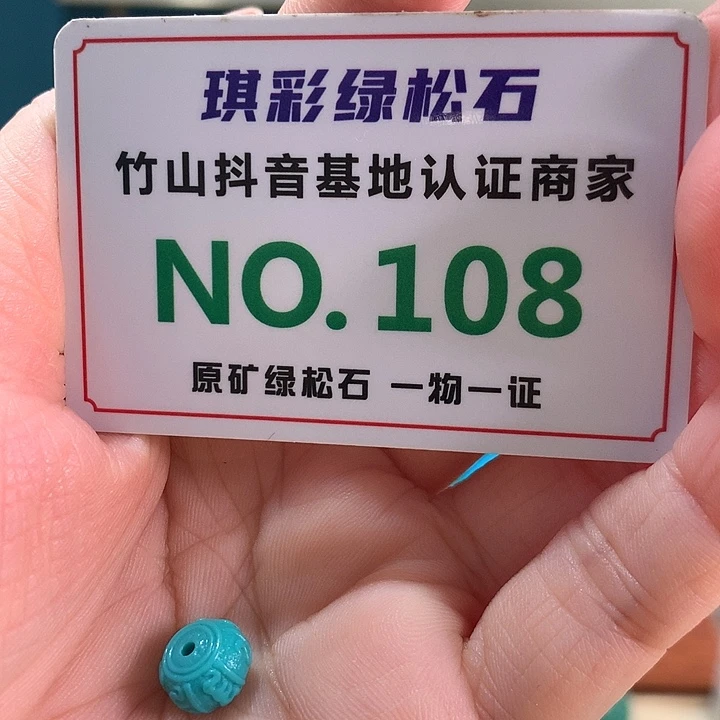 琪彩绿松石
竹山抖音基地认证商家
NO.108
原矿绿松石 一物一证